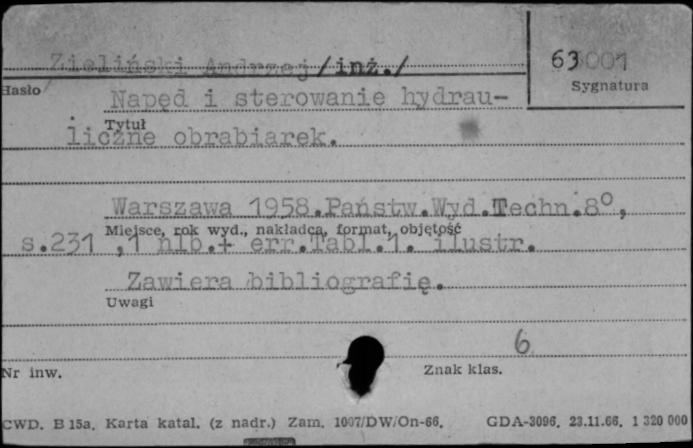 Zieliński Andrzej/inż./
63001
Hasło
Sygnatura
Napęd i sterowanie hydrau-
Tytuł
liczne obrabiarek.
Warszawa 1958.Państw.Wyd.Techn.8°,
Miejsce, rok wyd., nakładca, format, objętość
s.231 ,1 nlb.+ err.Tabl.1. ilustr.
Zawiera bibliografię.
Uwagi
6
Nr inw.
Znak klas.
CWD. B 15a. Karta katal. (z nadr.) Zam. 1007/DW/On-66. GDA-3096. 23.11.66. 1 320 000